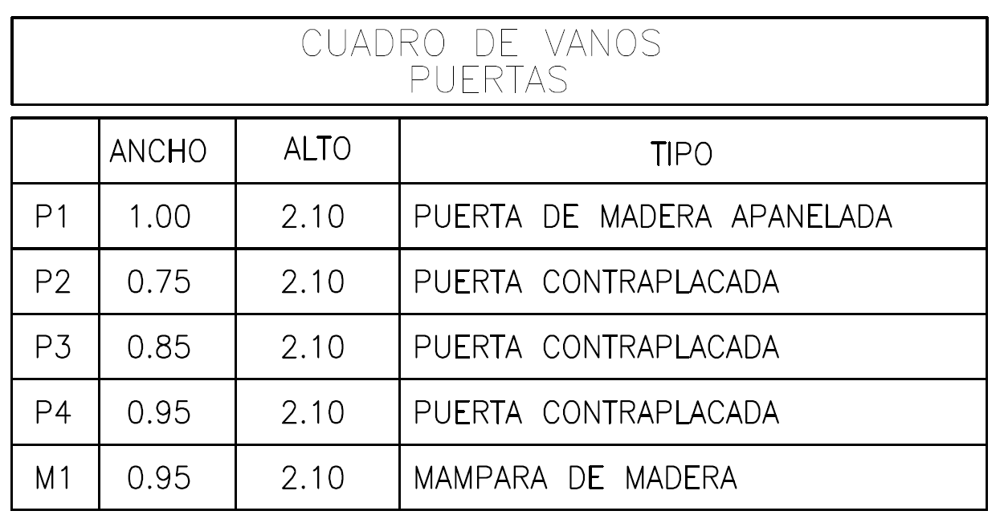 CUADRO DE VANOS
PUERTAS
ANCHO ALTO TIPO
P1 1.00 2.10 PUERTA DE MADERA APANELADA
P2 0.75 2.10 PUERTA CONTRAPLACADA
P3 0.85 2.10 PUERTA CONTRAPLACADA
P4 0.95 2.10 PUERTA CONTRAPLACADA
M1 0.95 2.10 MAMPARA DE MADERA